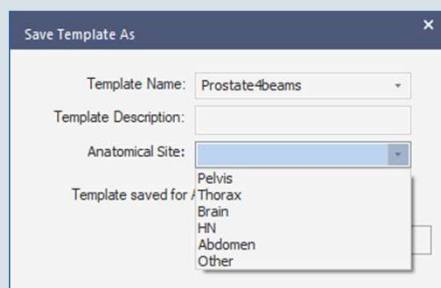 Save Template As ×
Template Name: Prostate4beams
Template Description:
Anatomical Site:
Pelvis
Template saved for Thorax
Brain
HN
Abdomen
Other